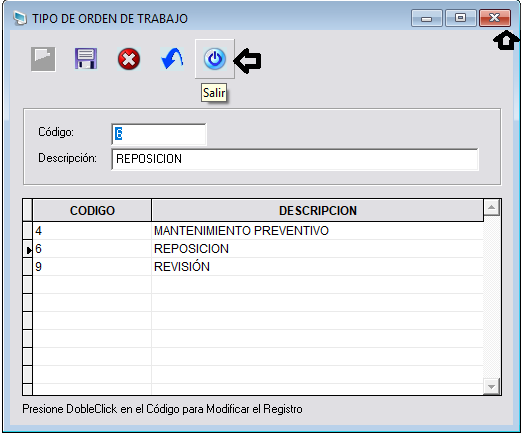 TIPO DE ORDEN DE TRABAJO
Salir
Código: 6
Descripción: REPOSICION
CODIGO DESCRIPCION
4 MANTENIMIENTO PREVENTIVO
6 REPOSICION
9 REVISIÓN
Presione DobleClick en el Código para Modificar el Registro